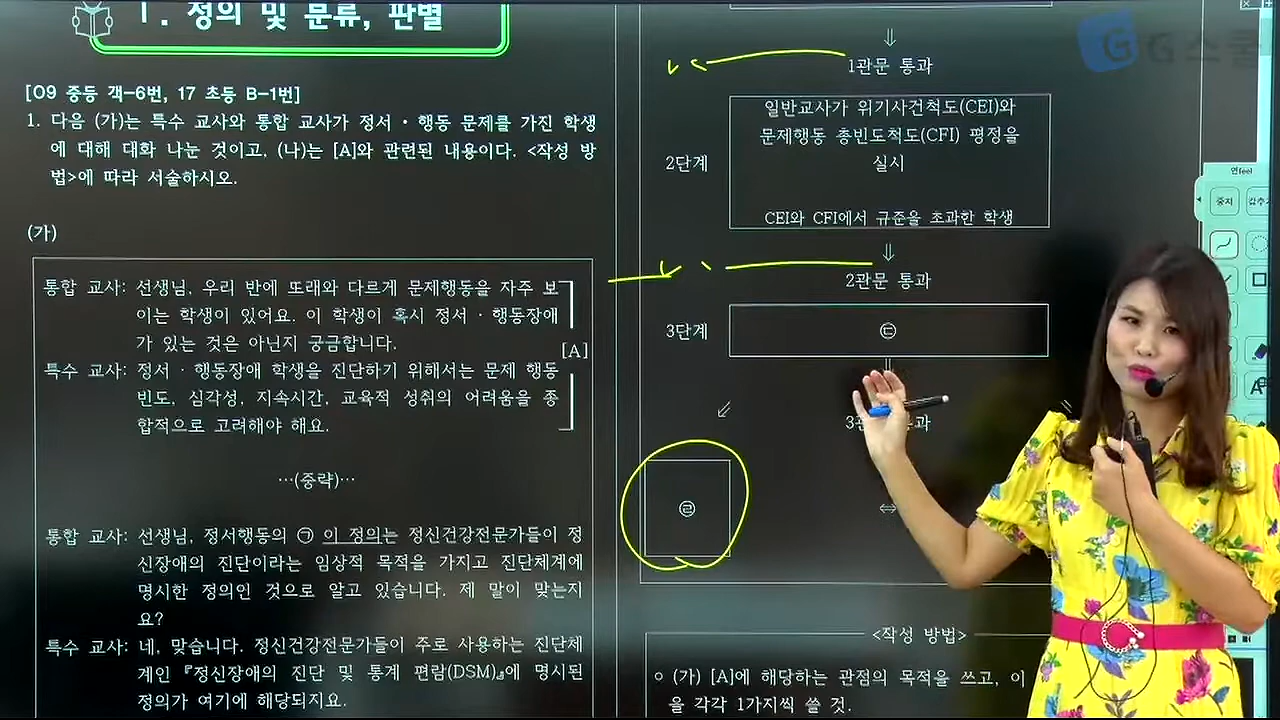 1. 정의 및 분류, 판별
[09 중등 객-6번, 17 초등 B-1번]
1. 다음 (가)는 특수 교사와 통합 교사가 정서・행동 문제를 가진 학생
에 대해 대화 나눈 것이고, (나)는 [A]와 관련된 내용이다. <작성 방
법>에 따라 서술하시오.
(가)
통합 교사: 선생님, 우리 반에 또래와 다르게 문제행동을 자주 보
이는 학생이 있어요. 이 학생이 혹시 정서・행동장애
가 있는 것은 아닌지 궁금합니다.
[A]
특수 교사: 정서・행동장애 학생을 진단하기 위해서는 문제 행동
빈도, 심각성, 지속시간, 교육적 성취의 어려움을 종
합적으로 고려해야 해요.
…(중략)…
통합 교사: 선생님, 정서행동의 ㉠ 이 정의는 정신건강전문가들이 정
신장애의 진단이라는 임상적 목적을 가지고 진단체계에
명시한 정의인 것으로 알고 있습니다. 제 말이 맞는지
요?
특수 교사: 네, 맞습니다. 정신건강전문가들이 주로 사용하는 진단체
계인 『정신장애의 진단 및 통계 편람(DSM)』에 명시된
정의가 여기에 해당되지요.
⇓
1관문 통과
2단계
일반교사가 위기사건척도(CEI)와
문제행동 총빈도척도(CFI) 평정을
실시
CEI와 CFI에서 규준을 초과한 학생
⇓
2관문 통과
3단계
㉢
⇙
통과
㉣
⇔
<작성 방법>
○ (가) [A]에 해당하는 관점의 목적을 쓰고, 이
을 각각 1가지씩 쓸 것.
G스쿨
연feel
중지